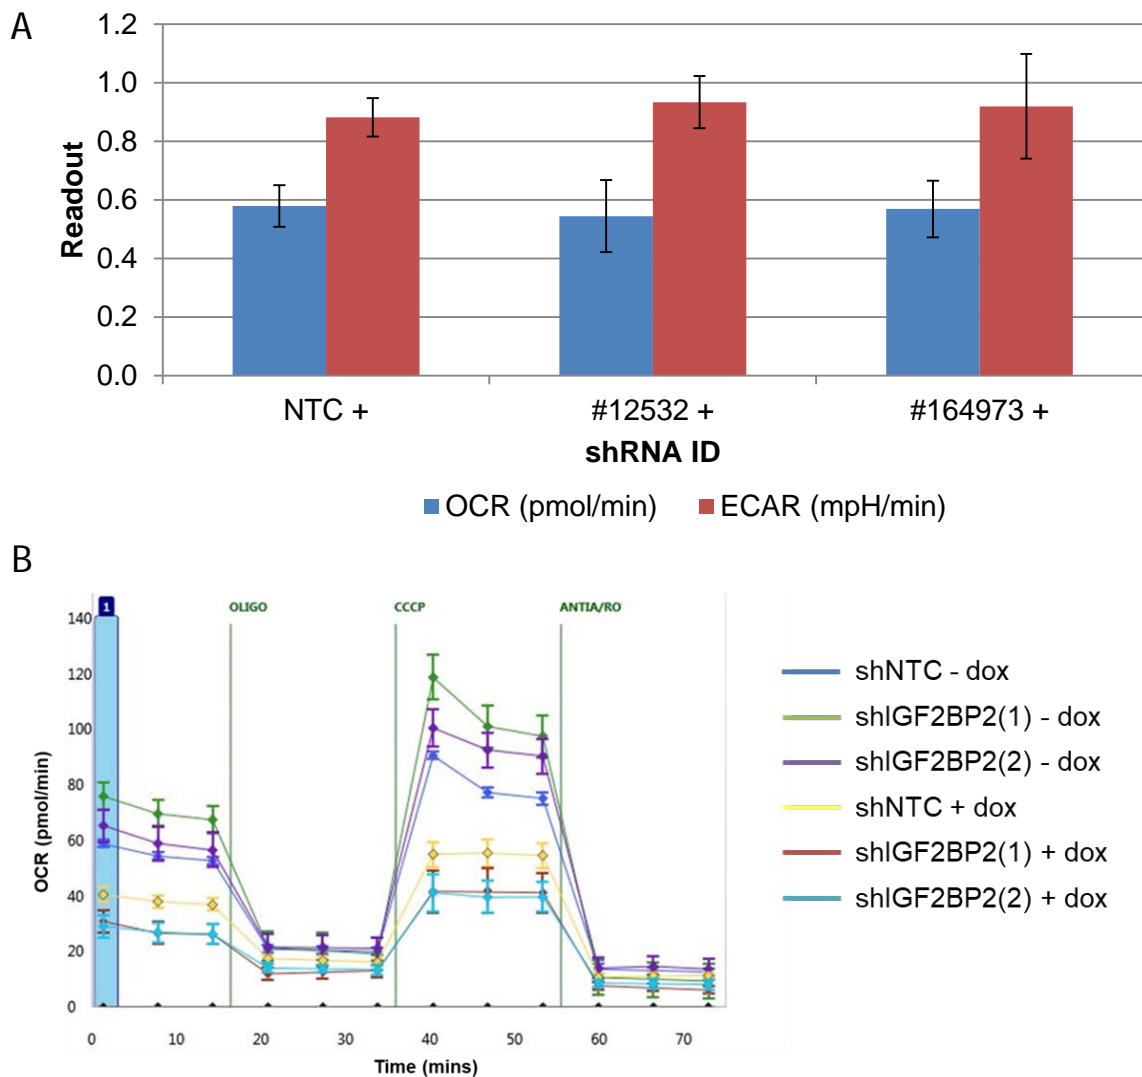 A
1.2
1.0
0.8
0.6
0.4
0.2
0.0
Readout
NTC +
#12532 +
#164973 +
shRNA ID
OCR (pmol/min)
ECAR (mpH/min)
B
1
OLIGO
CCCP
ANTIA/RO
140
120
100
80
60
40
20
0
OCR (pmol/min)
0 10 20 30 40 50 60 70
Time (mins)
shNTC - dox
shIGF2BP2(1) - dox
shIGF2BP2(2) - dox
shNTC + dox
shIGF2BP2(1) + dox
shIGF2BP2(2) + dox